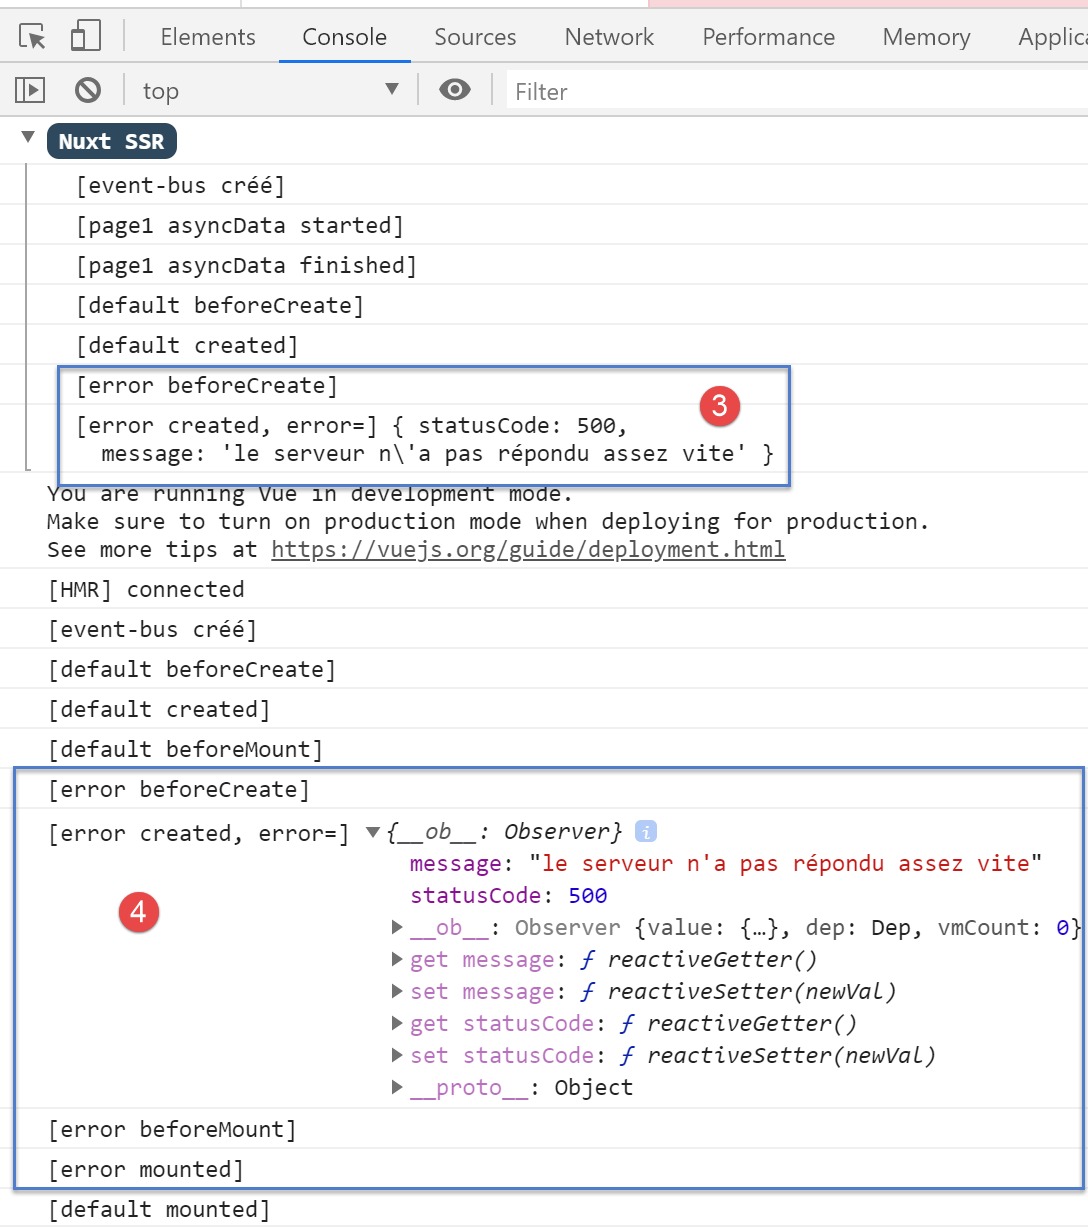 Elements Console Sources Network Performance Memory Applica
top Filter
Nuxt SSR
[event-bus créé]
[page1 asyncData started]
[page1 asyncData finished]
[default beforeCreate]
[default created]
[error beforeCreate]
3
[error created, error=] { statusCode: 500,
message: 'le serveur n\'a pas répondu assez vite' }
You are running Vue in development mode.
Make sure to turn on production mode when deploying for production.
See more tips at https://vuejs.org/guide/deployment.html
[HMR] connected
[event-bus créé]
[default beforeCreate]
[default created]
[default beforeMount]
[error beforeCreate]
[error created, error=] ▼{__ob__: Observer} i
message: "le serveur n'a pas répondu assez vite"
statusCode: 500
4
▶__ob__: Observer {value: {…}, dep: Dep, vmCount: 0}
▶get message: ƒ reactiveGetter()
▶set message: ƒ reactiveSetter(newVal)
▶get statusCode: ƒ reactiveGetter()
▶set statusCode: ƒ reactiveSetter(newVal)
▶__proto__: Object
[error beforeMount]
[error mounted]
[default mounted]